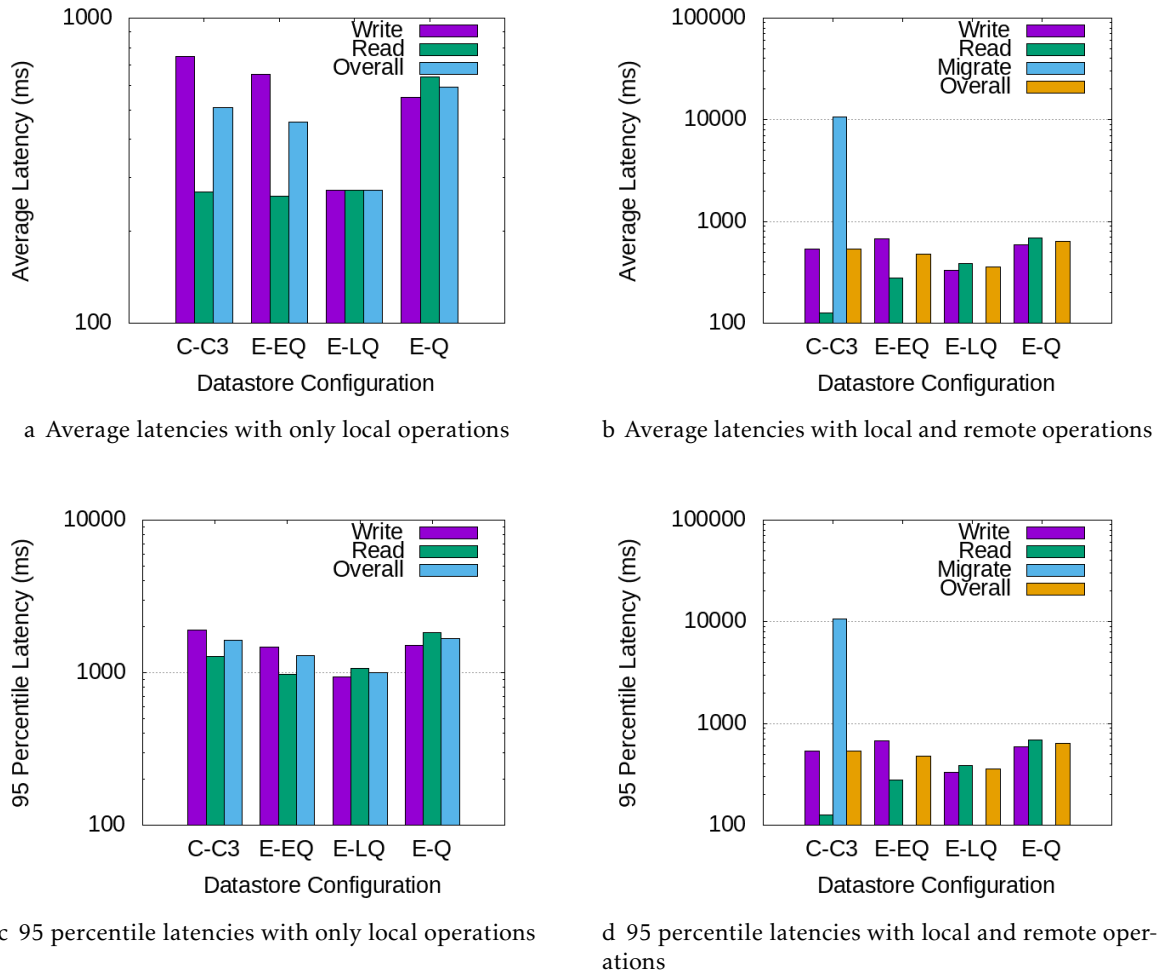 1000
100
Average Latency (ms)
Write
Read
Overall
C-C3 E-EQ E-LQ E-Q
Datastore Configuration
a Average latencies with only local operations
100000
10000
1000
100
Average Latency (ms)
Write
Read
Migrate
Overall
C-C3 E-EQ E-LQ E-Q
Datastore Configuration
b Average latencies with local and remote operations
10000
1000
100
95 Percentile Latency (ms)
Write
Read
Overall
C-C3 E-EQ E-LQ E-Q
Datastore Configuration
c 95 percentile latencies with only local operations
100000
10000
1000
100
95 Percentile Latency (ms)
Write
Read
Migrate
Overall
C-C3 E-EQ E-LQ E-Q
Datastore Configuration
d 95 percentile latencies with local and remote oper-
ations